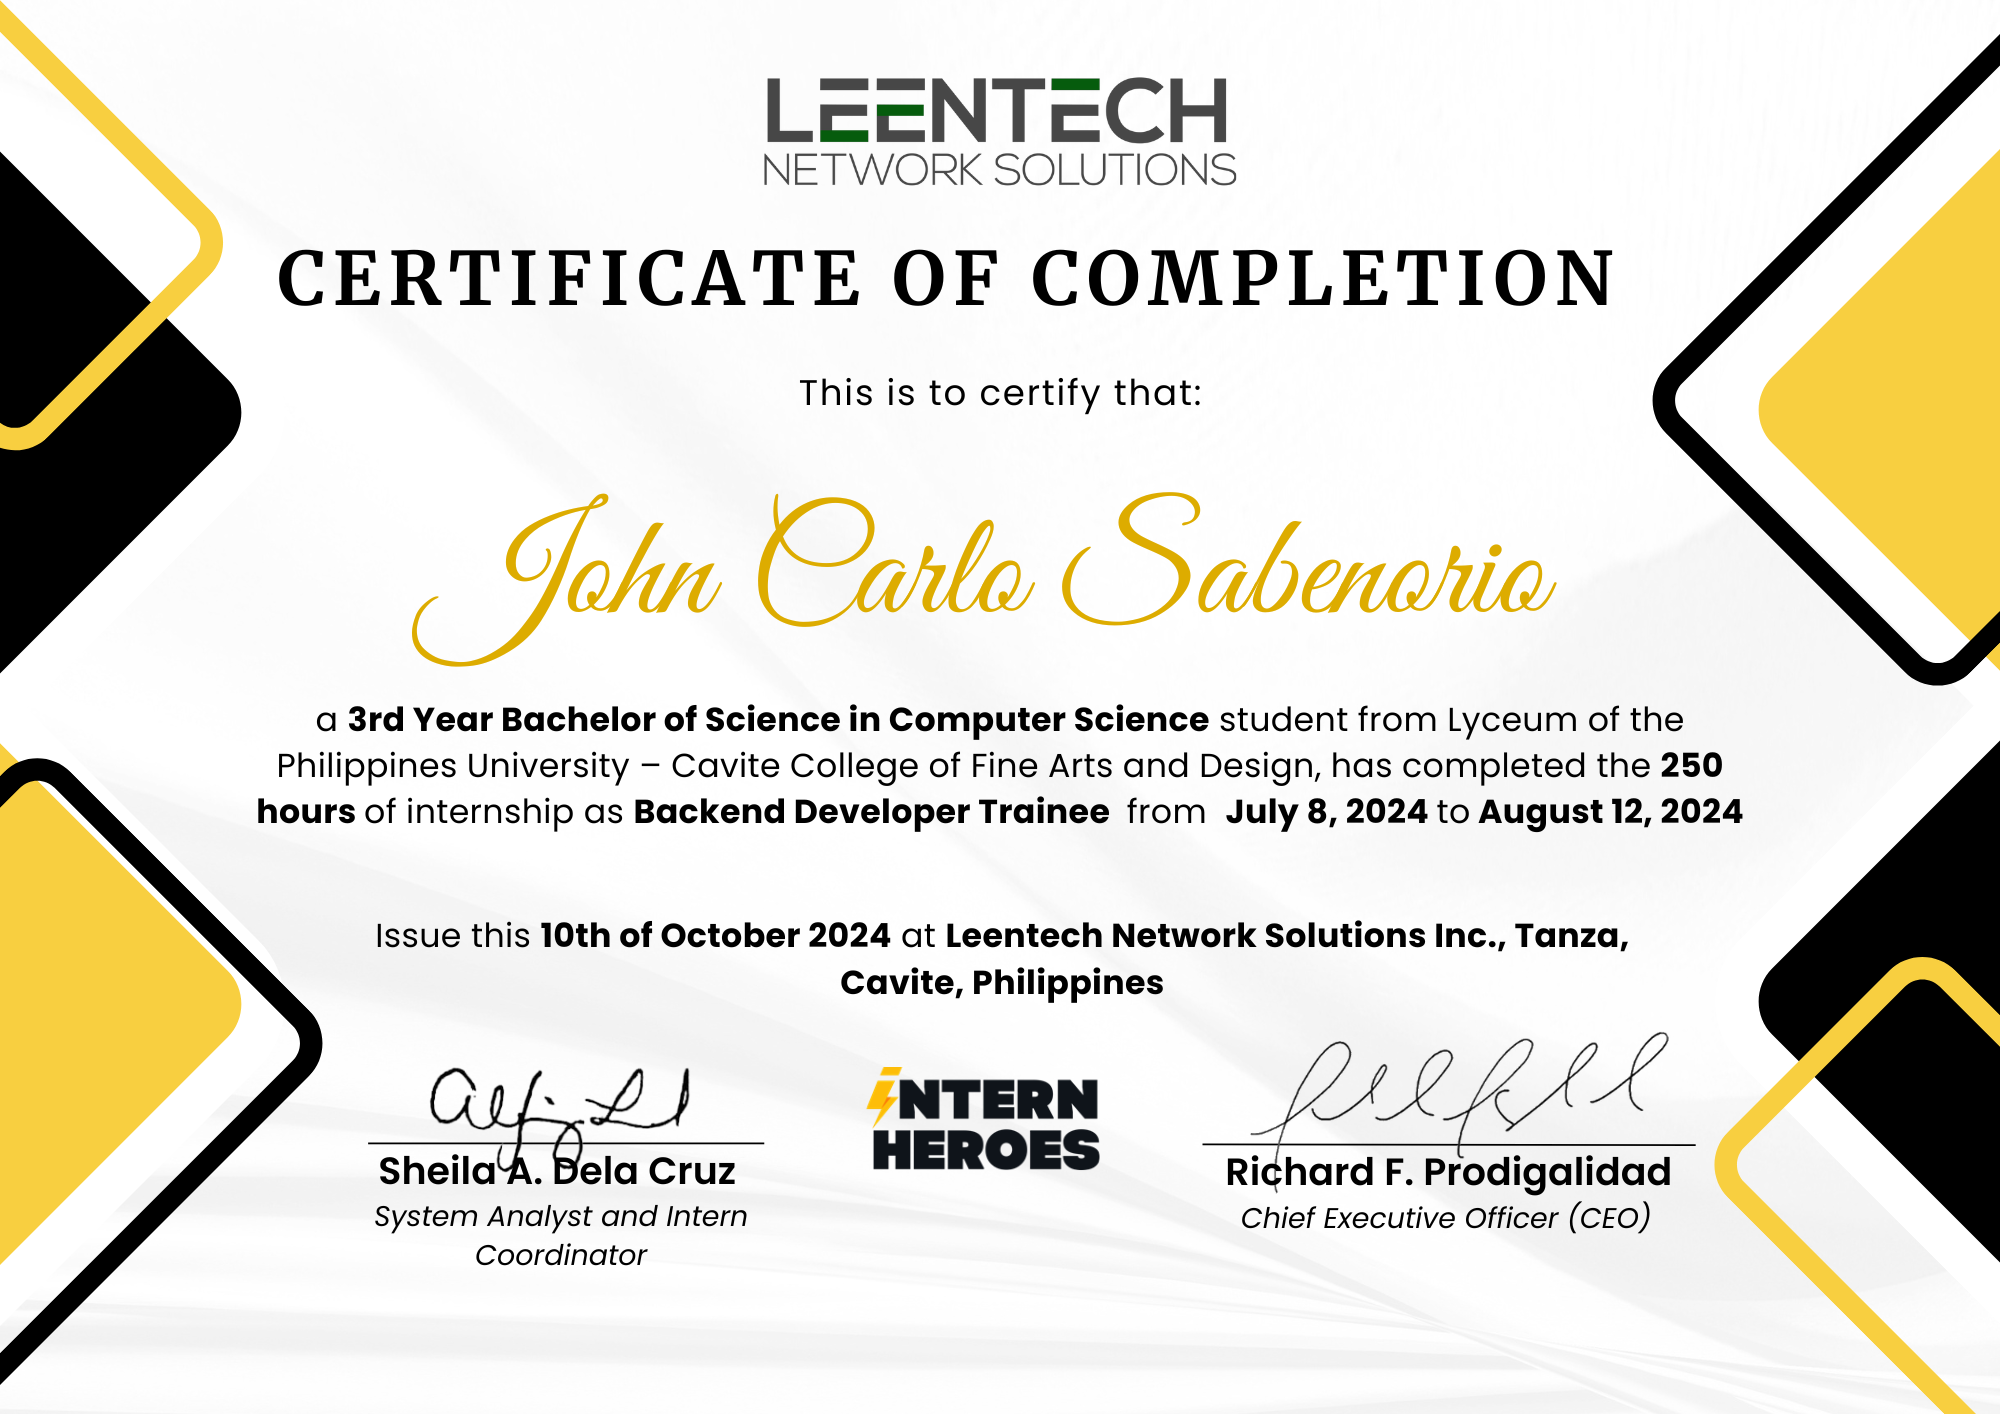 LEENTECH
NETWORK SOLUTIONS
CERTIFICATE OF COMPLETION
This is to certify that:
John Carlo Sabenorio
a 3rd Year Bachelor of Science in Computer Science student from Lyceum of the
Philippines University – Cavite College of Fine Arts and Design, has completed the 250
hours of internship as Backend Developer Trainee from July 8, 2024 to August 12, 2024
Issue this 10th of October 2024 at Leentech Network Solutions Inc., Tanza,
Cavite, Philippines
INTERN
HEROES
Sheila A. Dela Cruz
System Analyst and Intern
Coordinator
Richard F. Prodigalidad
Chief Executive Officer (CEO)